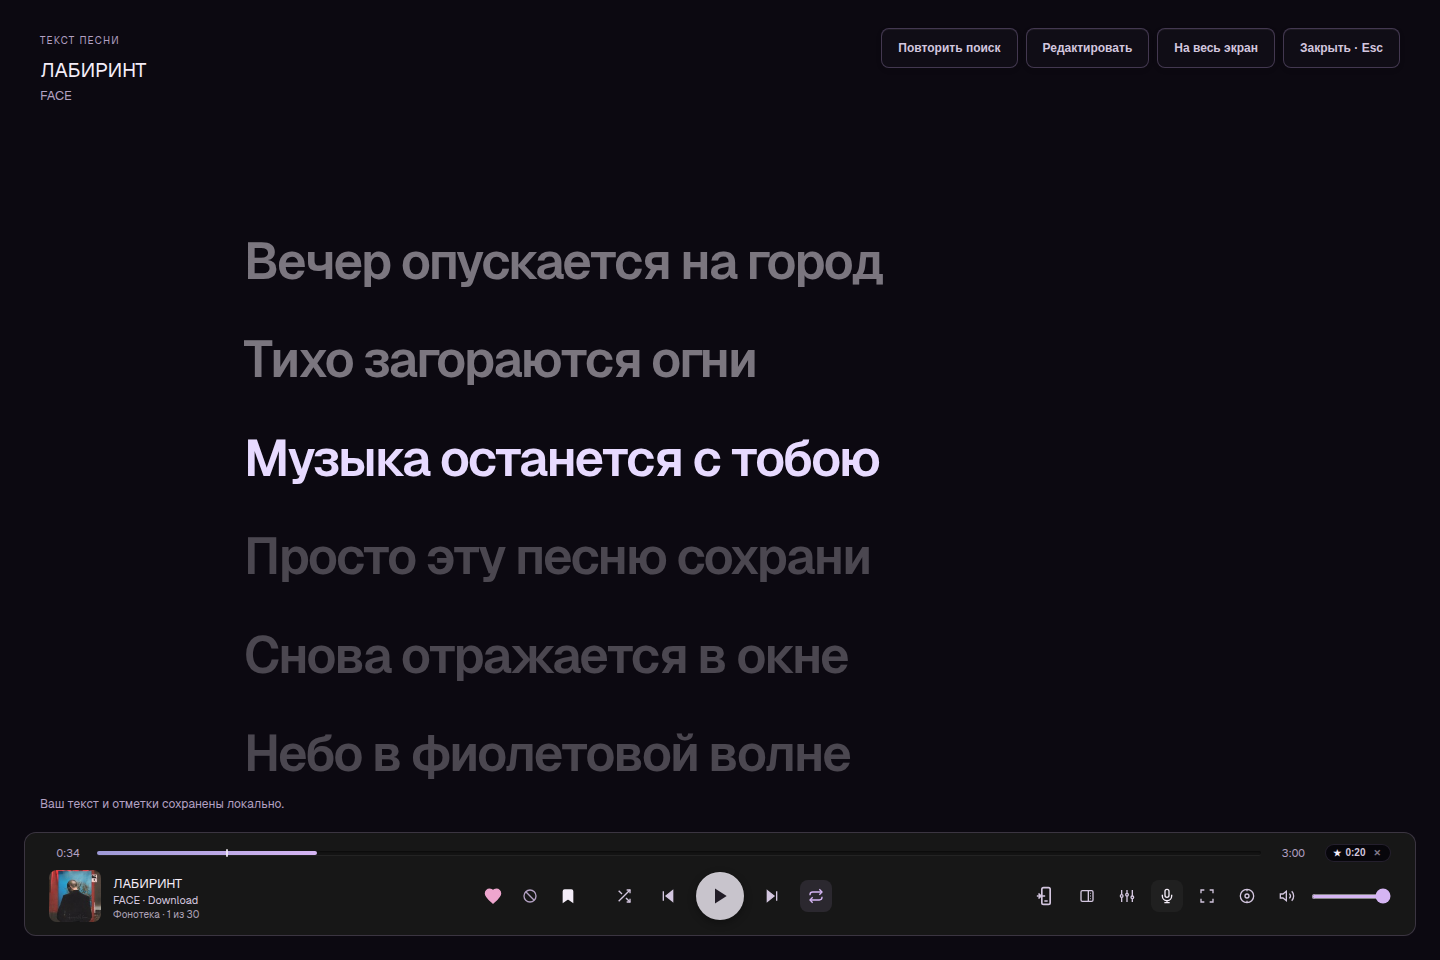 ТЕКСТ ПЕСНИ
ЛАБИРИНТ
FACE
Повторить поиск
Редактировать
На весь экран
Закрыть · Esc
Вечер опускается на город
Тихо загораются огни
Музыка останется с тобою
Просто эту песню сохрани
Снова отражается в окне
Небо в фиолетовой волне
Ваш текст и отметки сохранены локально.
0:34
3:00
★ 0:20 ×
ЛАБИРИНТ
FACE · Download
Фонотека · 1 из 30